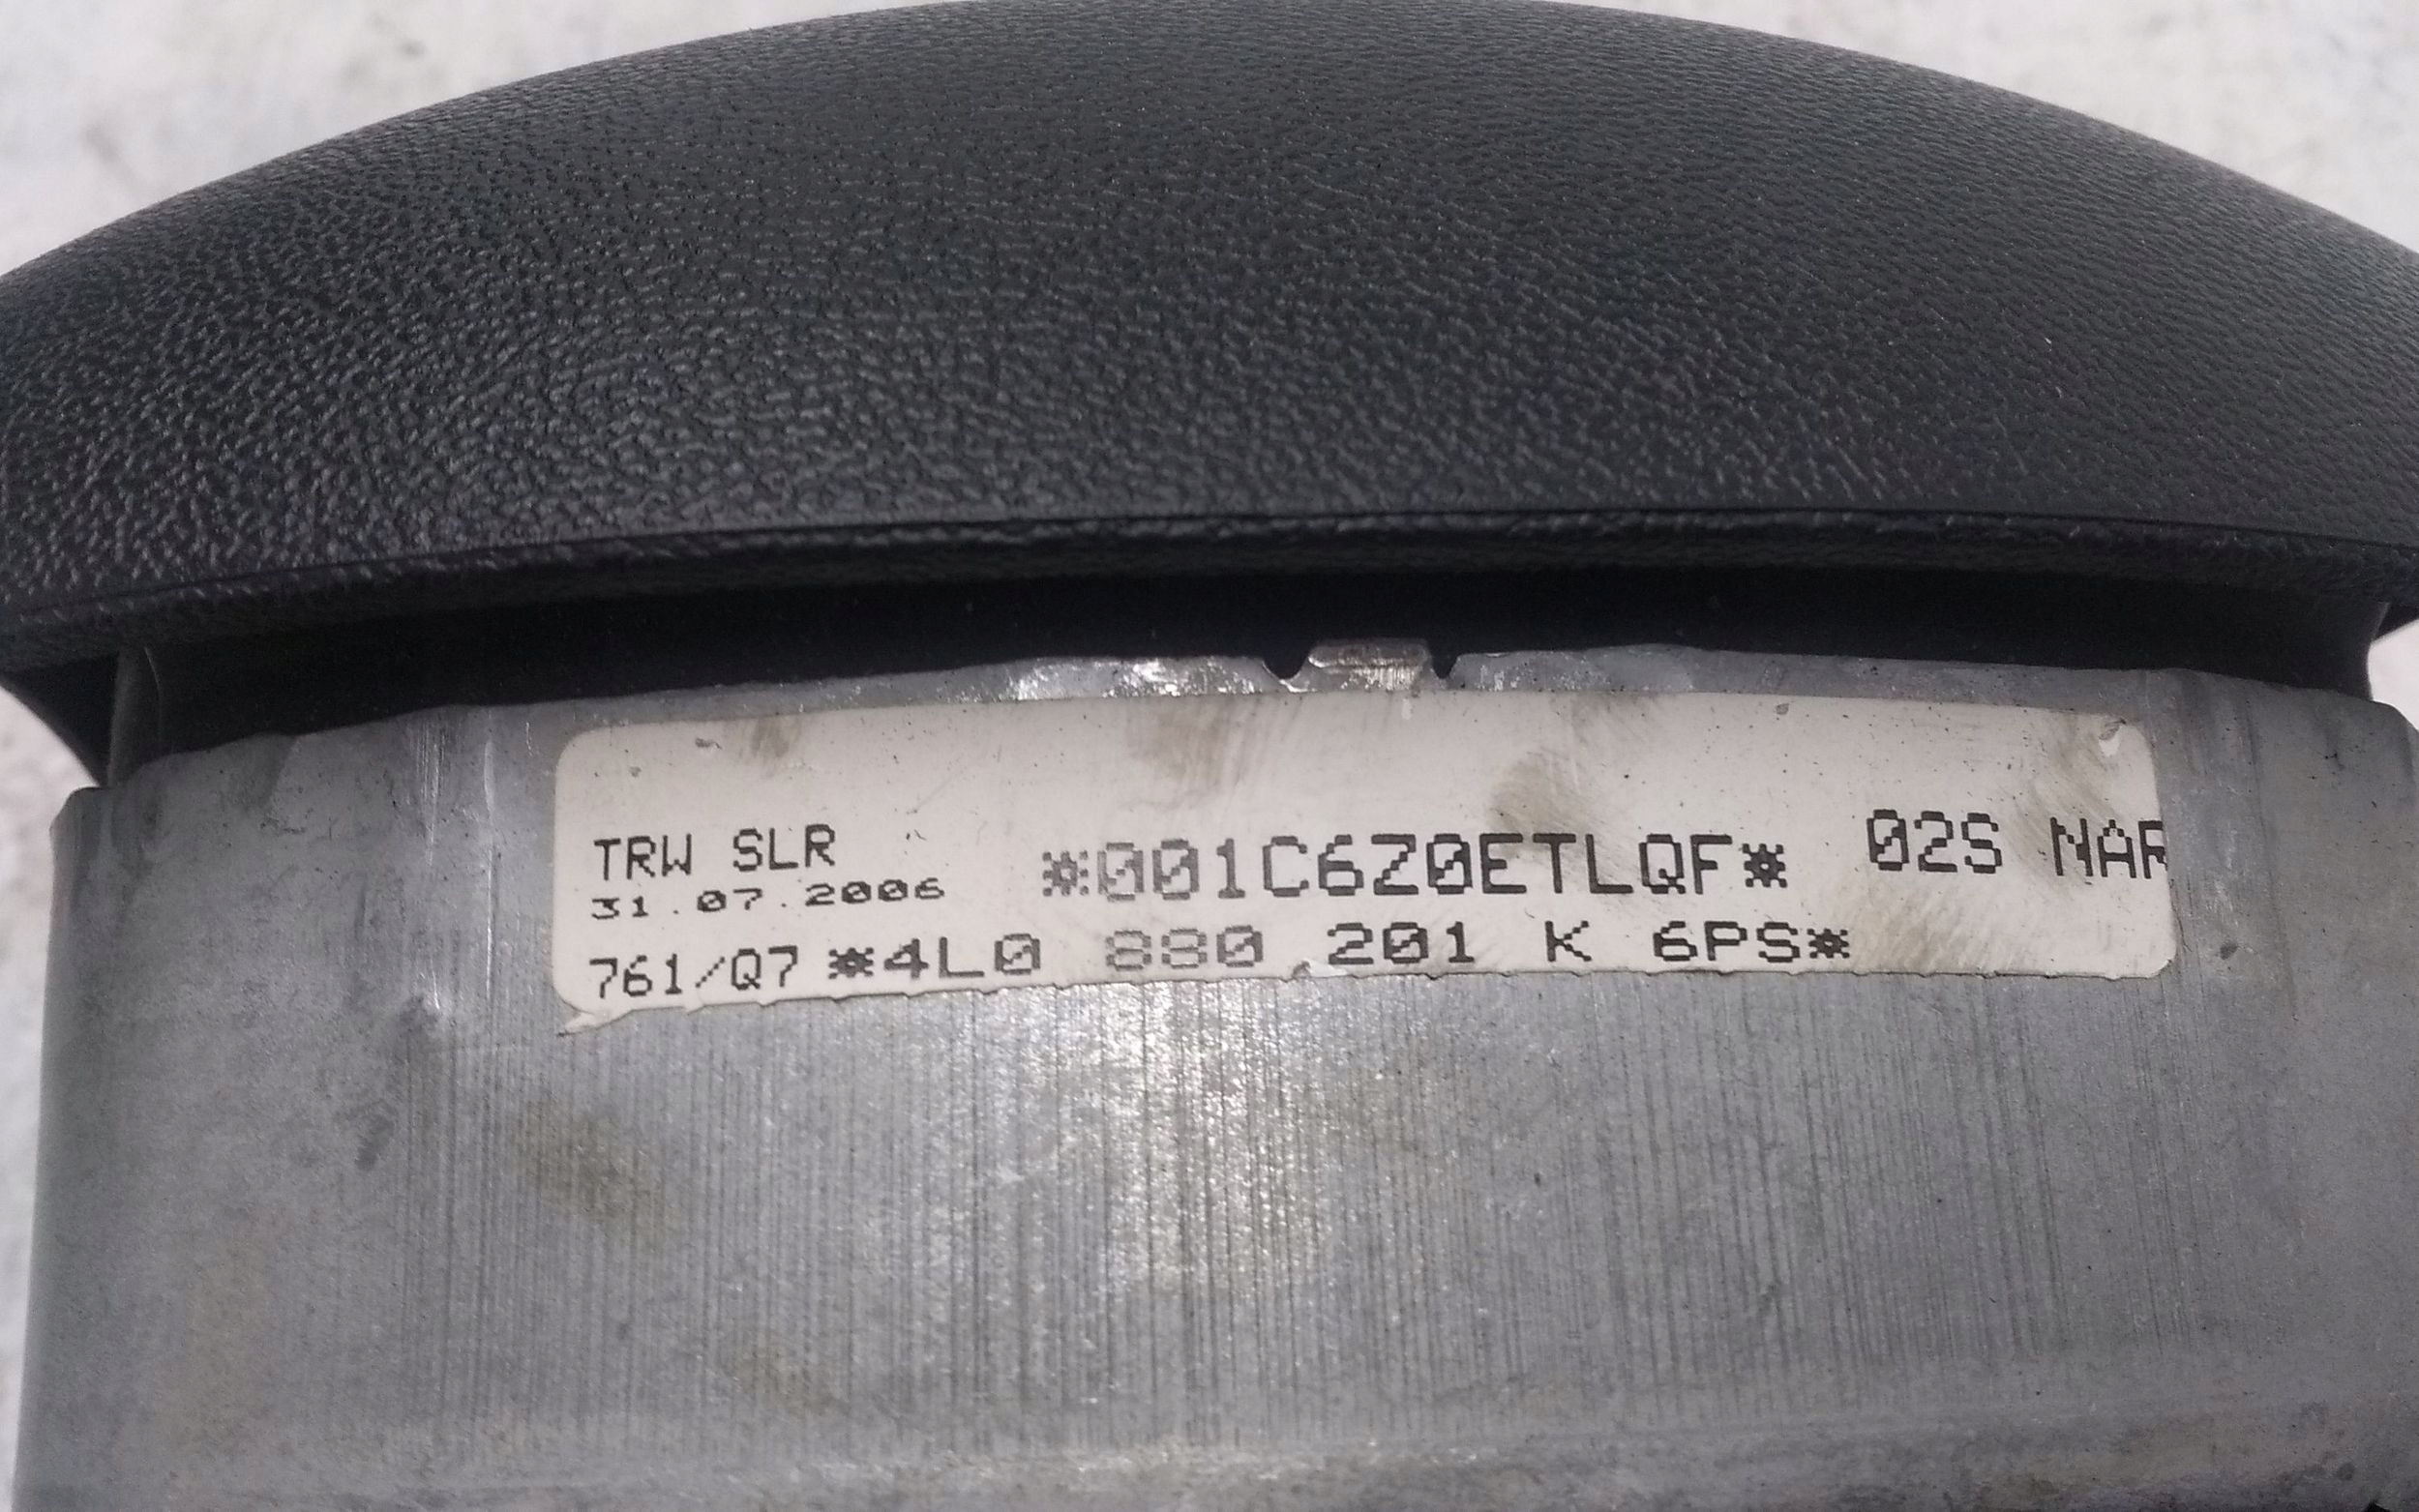 TRW SLR *001C6Z0ETLQF* 02S NAR
31.07.2006
761/Q7 *4L0 880 201 K 6PS*